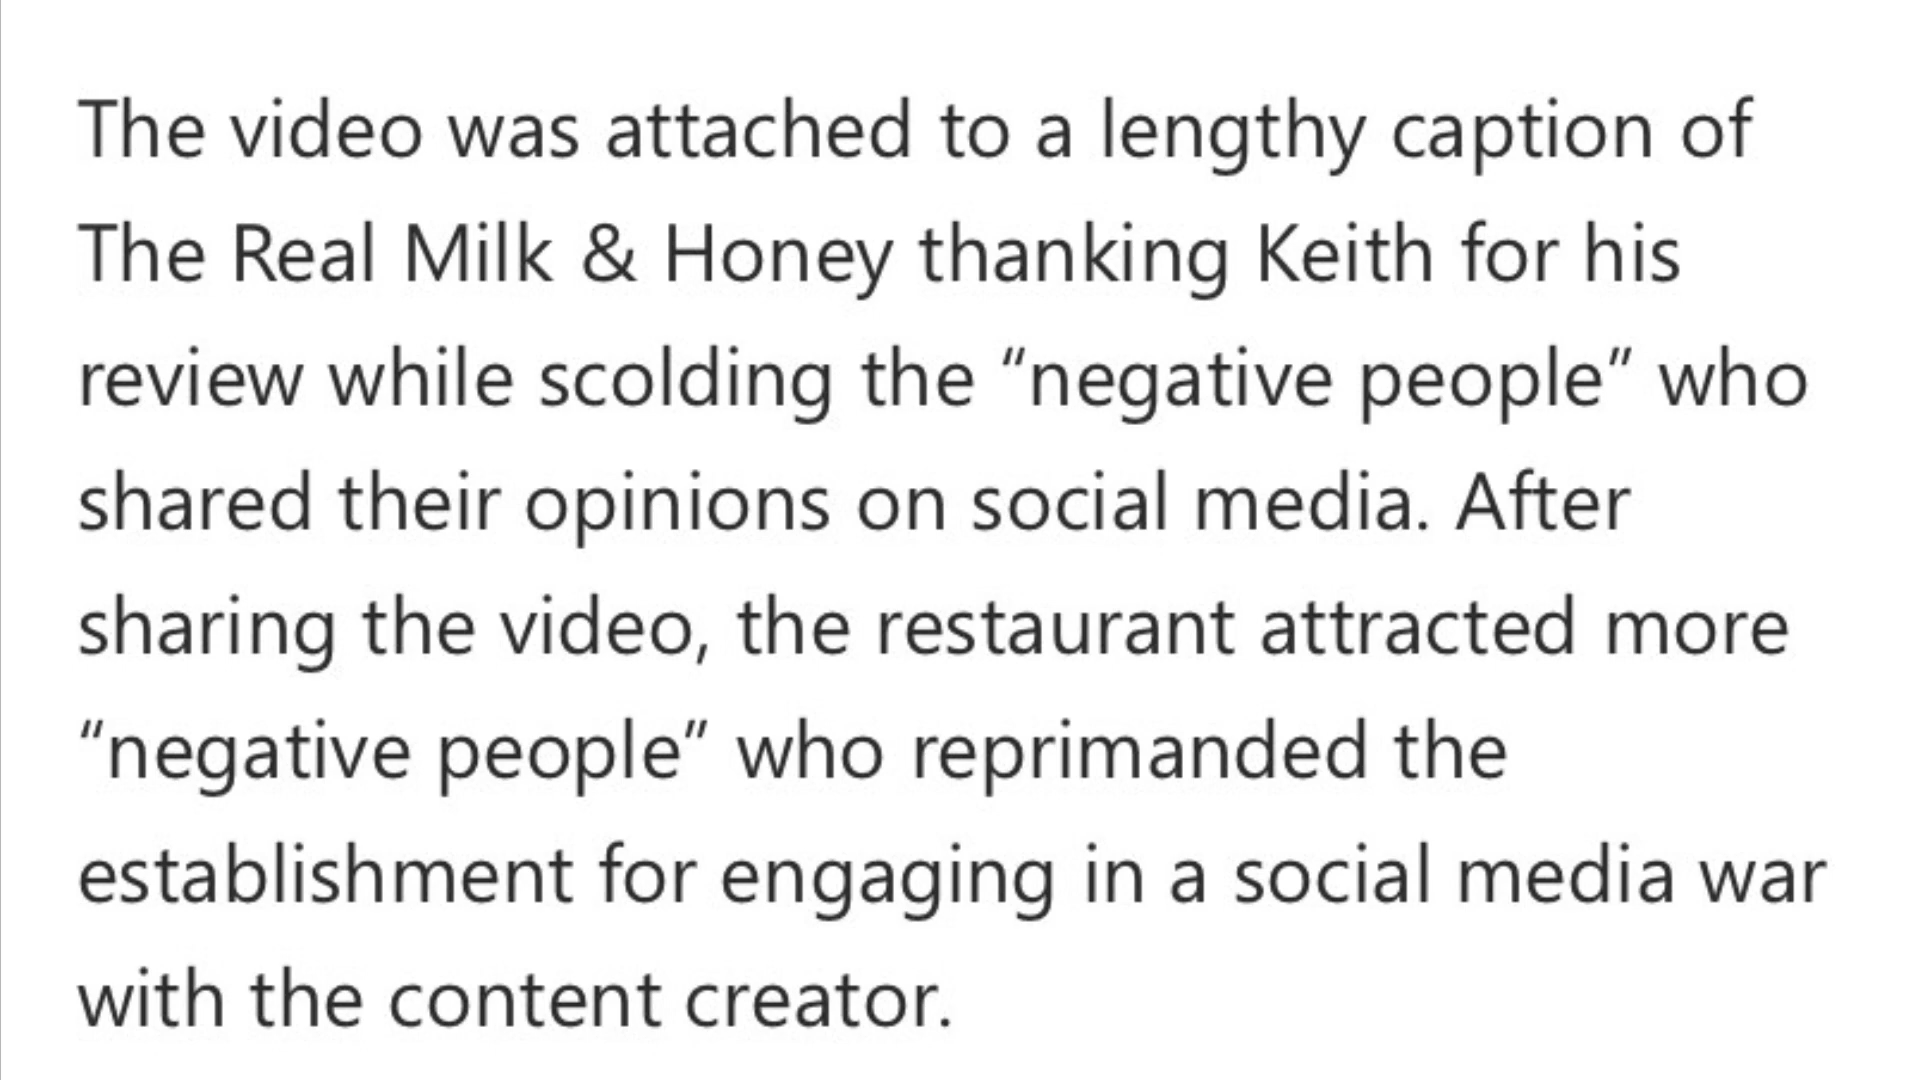 The video was attached to a lengthy caption of
The Real Milk & Honey thanking Keith for his
review while scolding the “negative people” who
shared their opinions on social media. After
sharing the video, the restaurant attracted more
“negative people” who reprimanded the
establishment for engaging in a social media war
with the content creator.